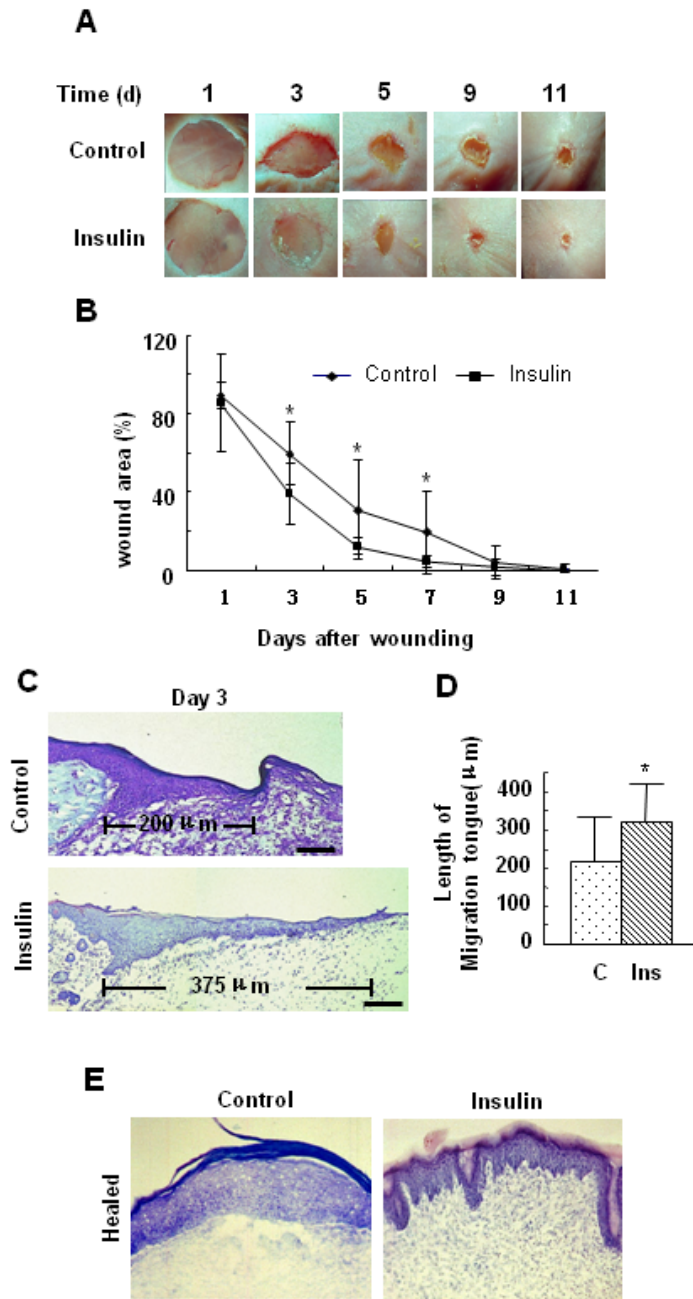 A
Time (d) 1 3 5 9 11
Control
Insulin
B
120
80
40
0
wound area (%)
Control Insulin
*
*
*
1 3 5 7 9 11
Days after wounding
C
Day 3
Control
200 μm
Insulin
375 μm
D
*
400
300
200
100
0
Length of
Migration tongue(μm)
C Ins
E
Control Insulin
Healed